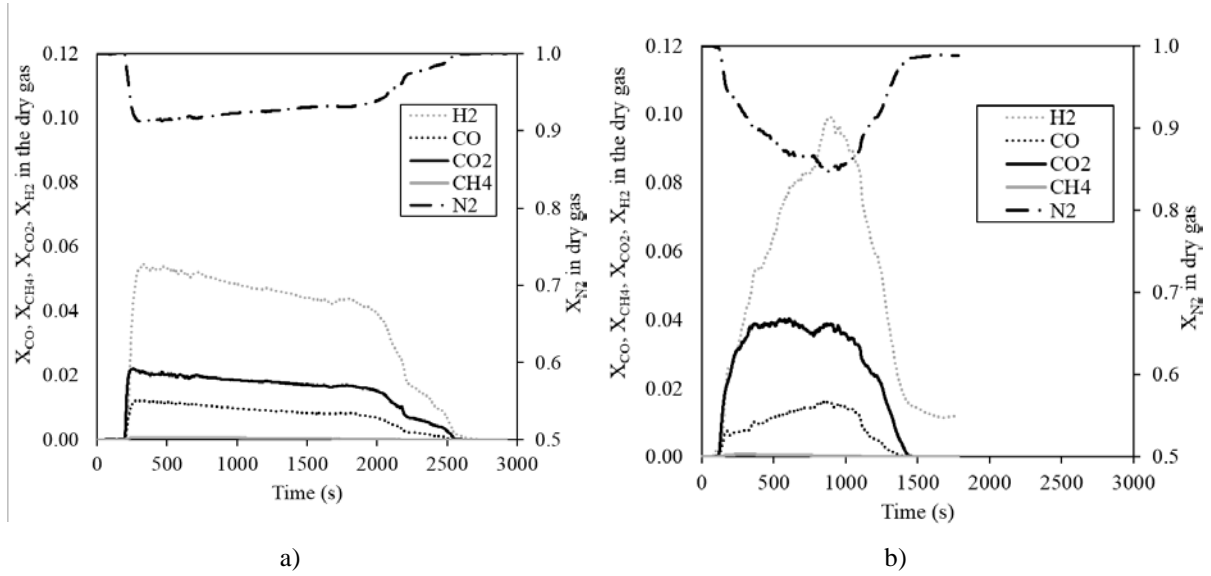 X_CO, X_CH4, X_CO2, X_H2 in the dry gas
0.12
0.10
0.08
0.06
0.04
0.02
0.00
0
500
1000
1500
2000
2500
3000
Time (s)
1.0
0.9
0.8
0.7
0.6
0.5
X_N2 in dry gas
H2
CO
CO2
CH4
N2
a)
X_CO, X_CH4, X_CO2, X_H2 in the dry gas
0.12
0.10
0.08
0.06
0.04
0.02
0.00
0
500
1000
1500
2000
2500
3000
Time (s)
1.0
0.9
0.8
0.7
0.6
0.5
X_N2 in dry gas
H2
CO
CO2
CH4
N2
b)